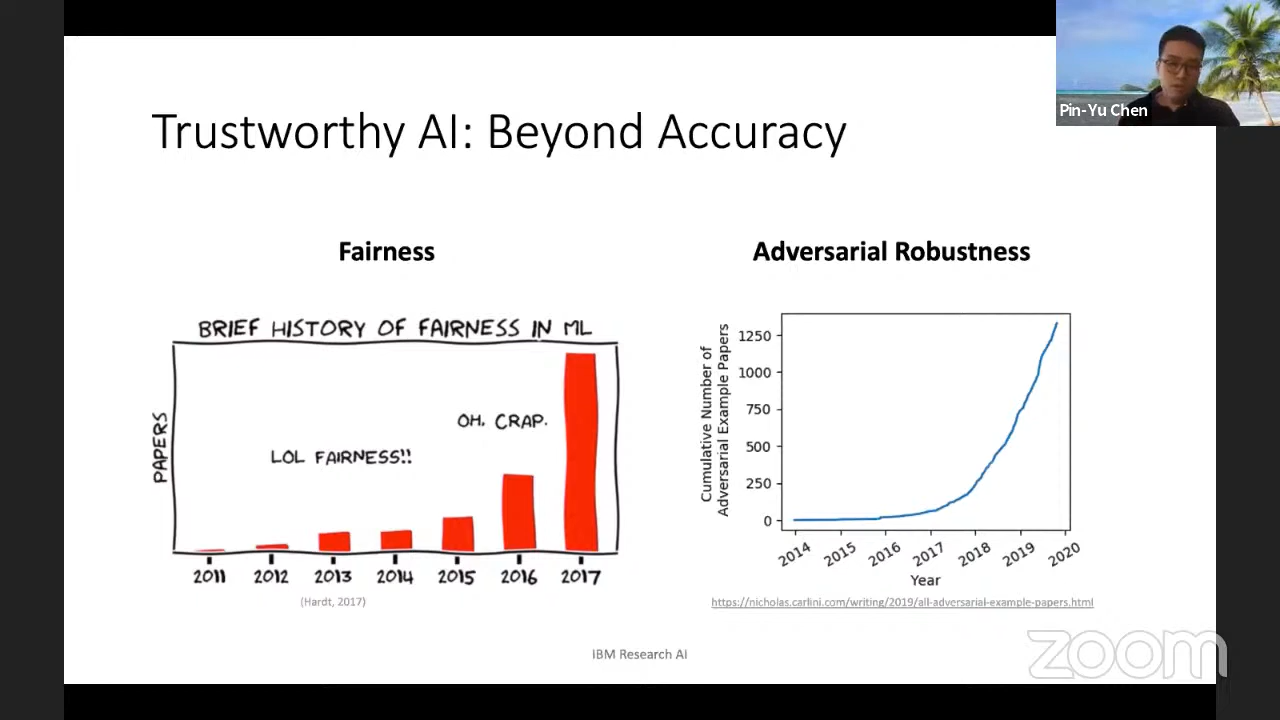 Pin-Yu Chen
Trustworthy AI: Beyond Accuracy
Fairness
BRIEF HISTORY OF FAIRNESS IN ML
PAPERS
OH, CRAP.
LOL FAIRNESS!!
2011 2012 2013 2014 2015 2016 2017
(Hardt, 2017)
Adversarial Robustness
Cumulative Number of
Adversarial Example Papers
1250
1000
750
500
250
0
2014 2015 2016 2017 2018 2019 2020
Year
https://nicholas.carlini.com/writing/2019/all-adversarial-example-papers.html
IBM Research AI
zoom